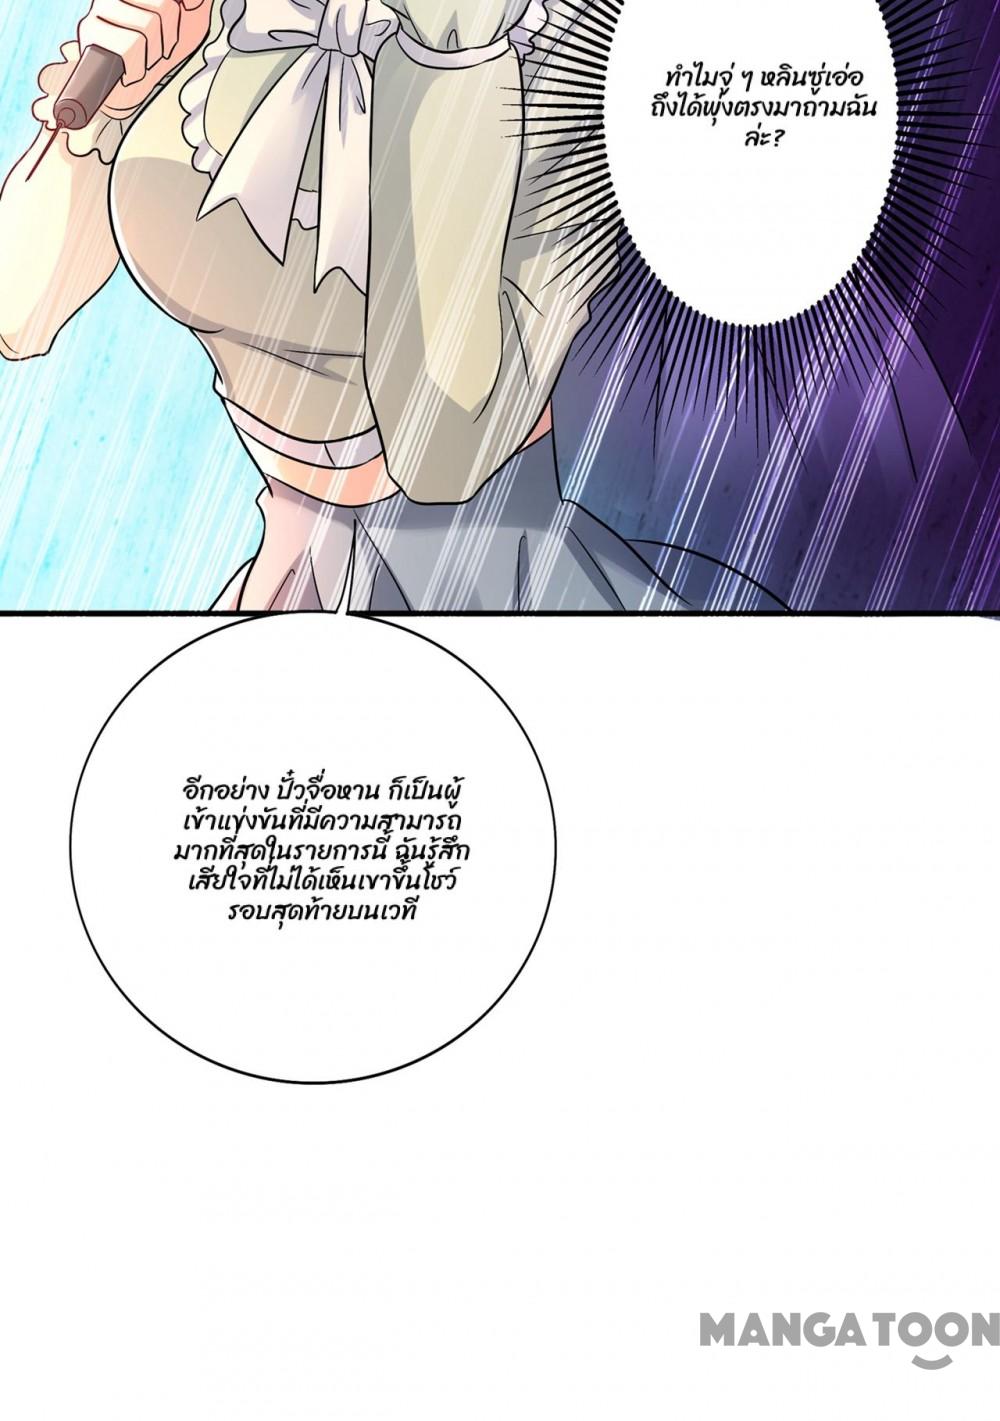 ทำไมจู่ ๆ หลินซู่เอ่อ
ถึงได้พุ่งตรงมาถามฉัน
ล่ะ?
อีกอย่าง ปั๋วจื่อหาน ก็เป็นผู้
เข้าแข่งขันที่มีความสามารถ
มากที่สุดในรายการนี้ ฉันรู้สึก
เสียใจที่ไม่ได้เห็นเขาขึ้นโชว์
รอบสุดท้ายบนเวที
MANGATOON